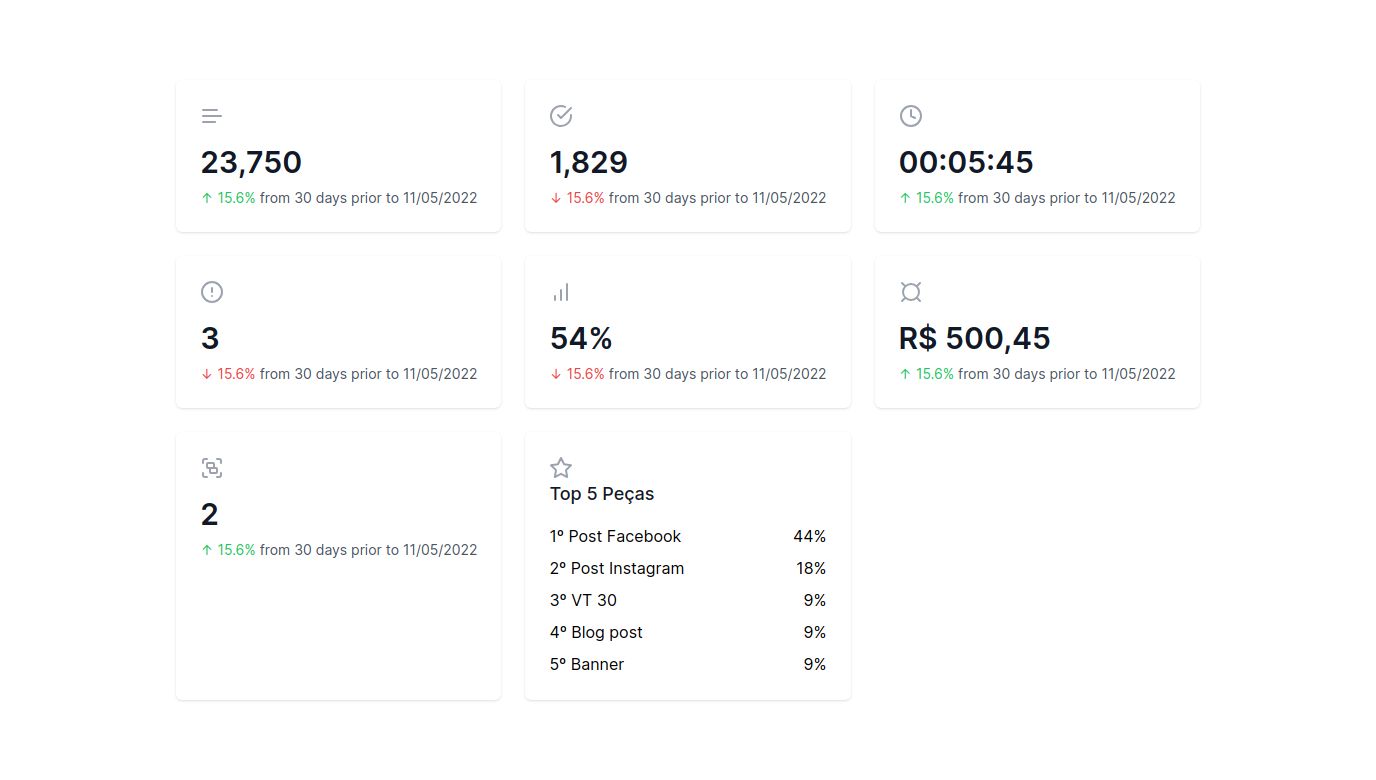 23,750
↑ 15.6% from 30 days prior to 11/05/2022
1,829
↓ 15.6% from 30 days prior to 11/05/2022
00:05:45
↑ 15.6% from 30 days prior to 11/05/2022
3
↓ 15.6% from 30 days prior to 11/05/2022
54%
↓ 15.6% from 30 days prior to 11/05/2022
R$ 500,45
↑ 15.6% from 30 days prior to 11/05/2022
2
↑ 15.6% from 30 days prior to 11/05/2022
Top 5 Peças
1º Post Facebook 44%
2º Post Instagram 18%
3º VT 30 9%
4º Blog post 9%
5º Banner 9%